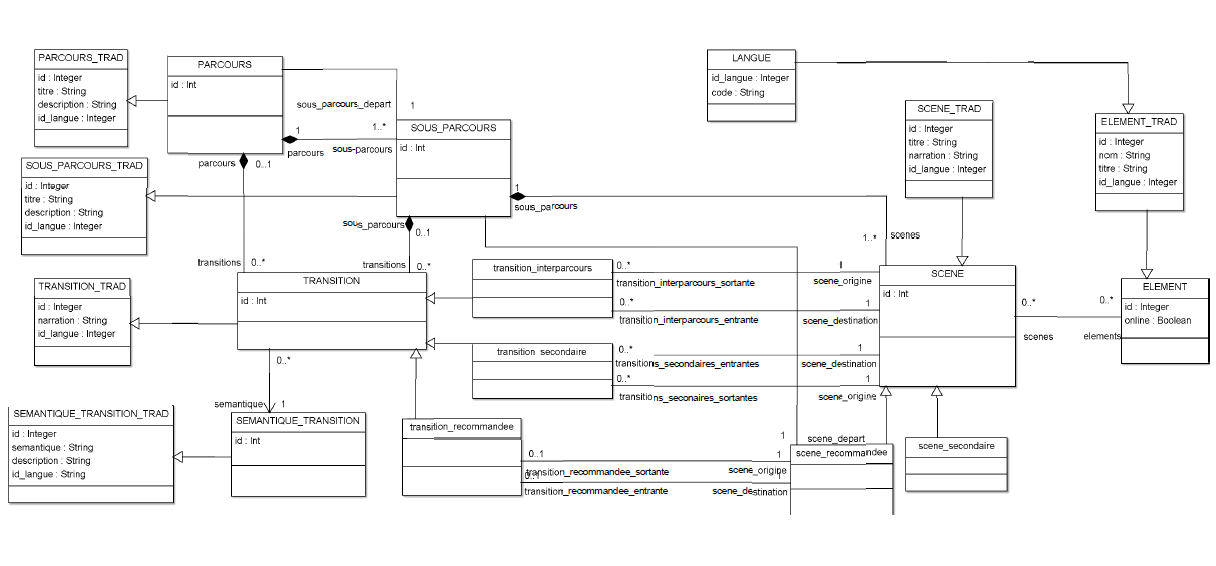 PARCOURS_TRAD
id : Integer
titre : String
description : String
id_langue : Integer
PARCOURS
id : Int
sous_parcours_depart
1
LANGUE
id_langue : Integer
code : String
SCENE_TRAD
id : Integer
titre : String
narration : String
id_langue : Integer
ELEMENT_TRAD
id : Integer
nom : String
titre : String
id_langue : Integer
1
parcours
1..*
sous-parcours
SOUS_PARCOURS
id : Int
SOUS_PARCOURS_TRAD
id : Integer
titre : String
description : String
id_langue : Integer
parcours
0..1
1
sous_parcours
sous_parcours
0..1
1..*
scenes
transitions
0..*
transitions
0..*
TRANSITION
id : Int
TRANSITION_TRAD
id : Integer
narration : String
id_langue : Integer
transition_interparcours
0..*
transition_interparcours_sortante
scene_origine
0..*
transition_interparcours_entrante
1
scene_destination
SCENE
id : Int
0..*
scenes
0..*
elements
ELEMENT
id : Integer
online : Boolean
transition_secondaire
0..*
transitions_secondaires_entrantes
1
scene_destination
0..*
transitions_seconaires_sortantes
1
scene_origine
0..*
semantique
1
SEMANTIQUE_TRANSITION_TRAD
id : Integer
semantique : String
description : String
id_langue : String
SEMANTIQUE_TRANSITION
id : Int
transition_recommandee
0..1
transition_recommandee_sortante
1
scene_origine
0..1
transition_recommandee_entrante
1
scene_destination
1
scene_depart
scene_recommandee
scene_secondaire